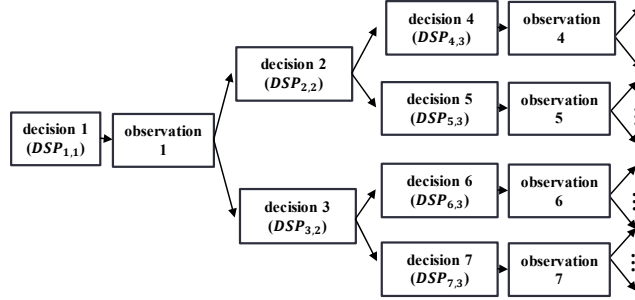 decision 1
(DSP₁,₁)
observation
1
decision 2
(DSP₂,₂)
decision 3
(DSP₃,₂)
decision 4
(DSP₄,₃)
observation
4
decision 5
(DSP₅,₃)
observation
5
decision 6
(DSP₆,₃)
observation
6
decision 7
(DSP₇,₃)
observation
7